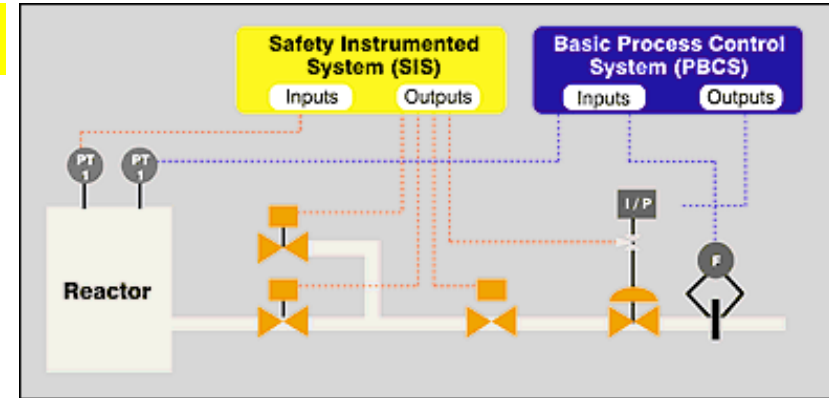 Safety Instrumented
System (SIS)
Inputs
Outputs
Basic Process Control
System (PBCS)
Inputs
Outputs
PT
1
PT
1
I / P
F
Reactor